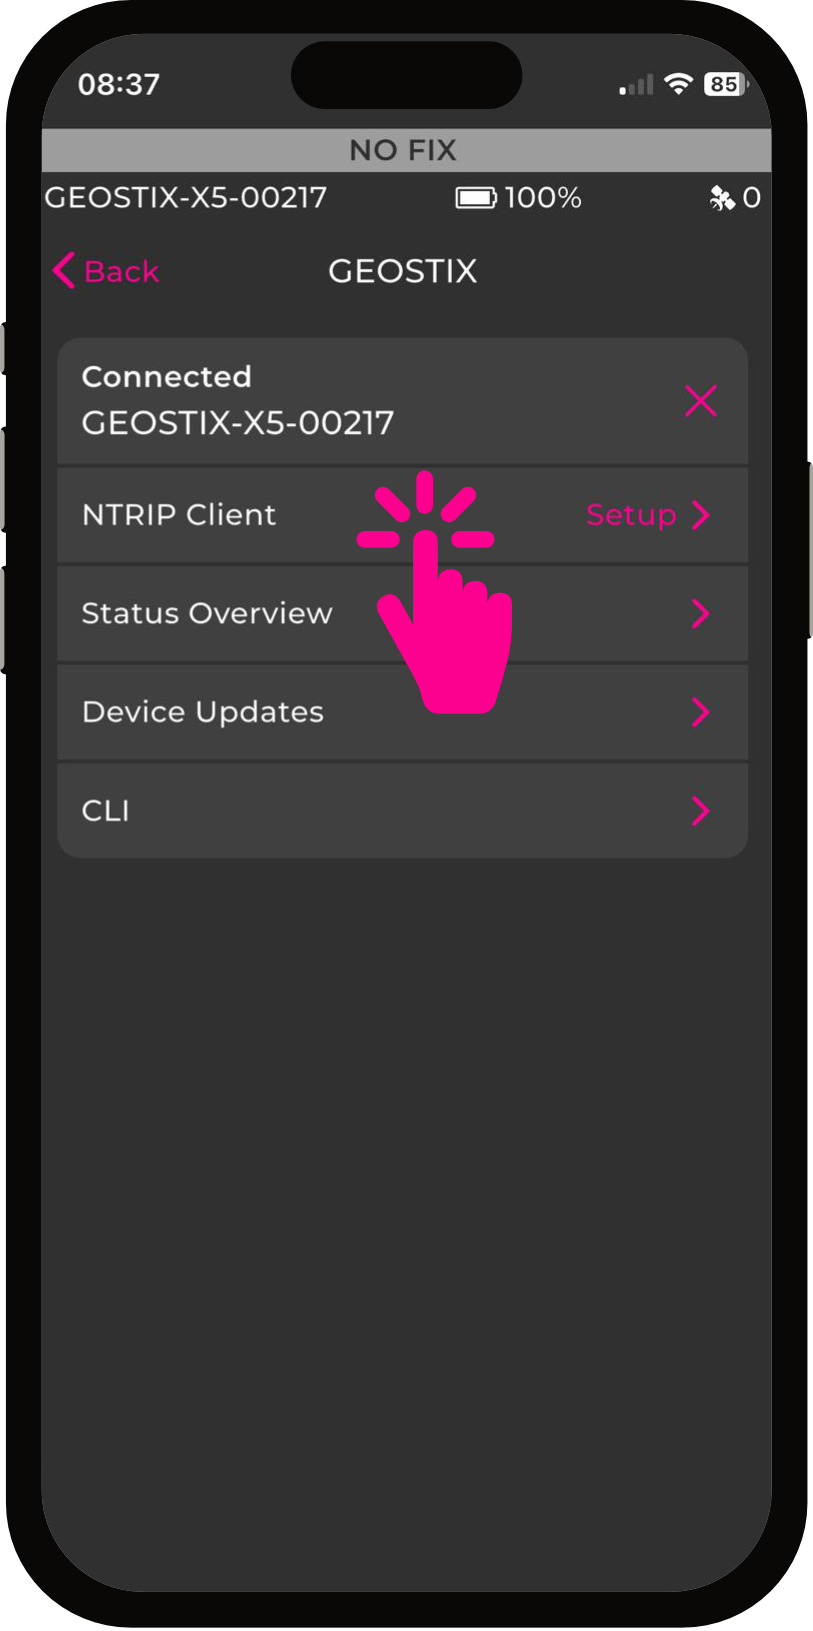 08:37 85
NO FIX
GEOSTIX-X5-00217 100% 0
Back GEOSTIX
Connected
GEOSTIX-X5-00217
NTRIP Client Setup
Status Overview
Device Updates
CLI